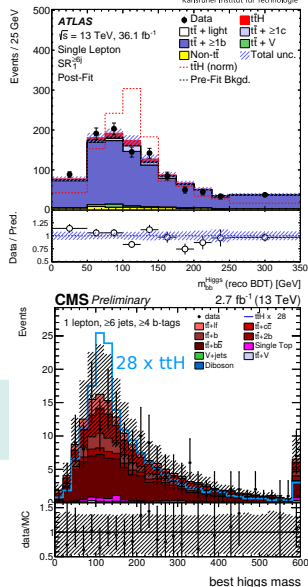 Karlsruher Institut für Technologie
Events / 25 GeV
500
400
300
200
100
0
ATLAS
√s = 13 TeV, 36.1 fb⁻¹
Single Lepton
SR₁^≥6j
Post-Fit
Data
tt̄H
tt̄ + light
tt̄ + ≥1c
tt̄ + ≥1b
tt̄ + V
Non-tt̄
Total unc.
ttH (norm)
Pre-Fit Bkgd.
Data / Pred.
1.25
1
0.75
0.5
0 50 100 150 200 250 300 350
m_bb^Higgs (reco BDT) [GeV]
CMS Preliminary 2.7 fb⁻¹ (13 TeV)
Events
25
20
15
10
5
0
1 lepton, ≥6 jets, ≥4 b-tags
data
tt̄H x 28
tt̄+lf
tt̄+cc̄
tt̄+b
tt̄+2b
tt̄+bb̄
Single Top
V+jets
tt̄+V
Diboson
28 x ttH
data/MC
1.5
1
0.5
0 100 200 300 400 500 600
best higgs mass